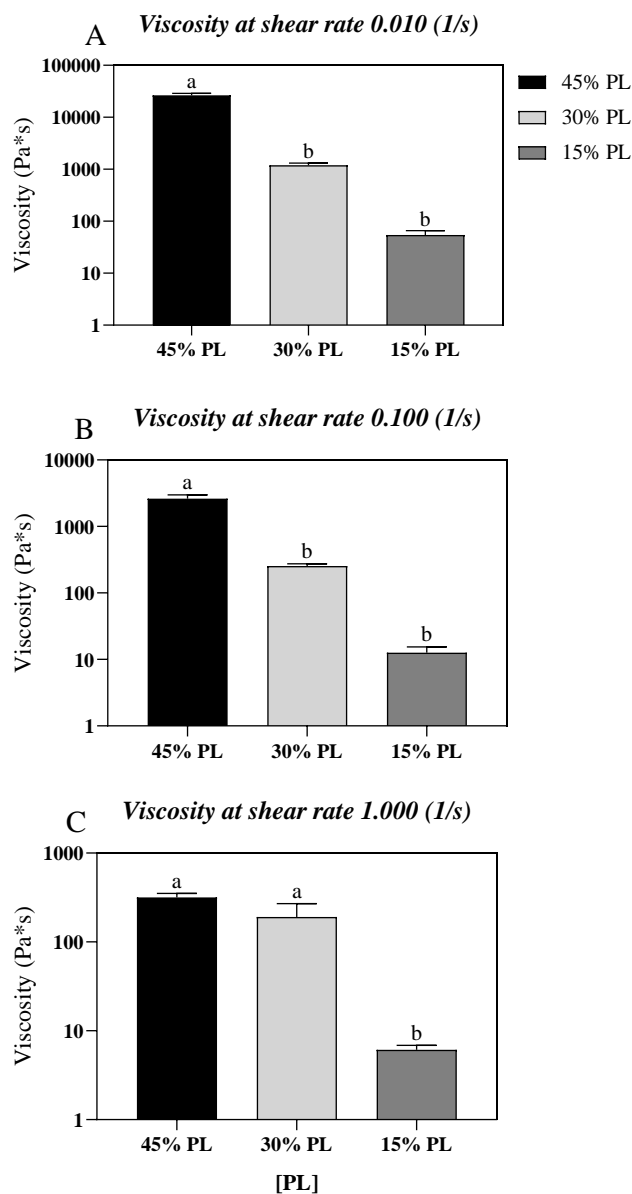 A
Viscosity at shear rate 0.010 (1/s)
Viscosity (Pa*s)
100000
10000
1000
100
10
1
a
b
b
45% PL
30% PL
15% PL
45% PL
30% PL
15% PL
B
Viscosity at shear rate 0.100 (1/s)
Viscosity (Pa*s)
10000
1000
100
10
1
a
b
b
45% PL
30% PL
15% PL
C
Viscosity at shear rate 1.000 (1/s)
Viscosity (Pa*s)
1000
100
10
1
a
a
b
45% PL
30% PL
15% PL
[PL]